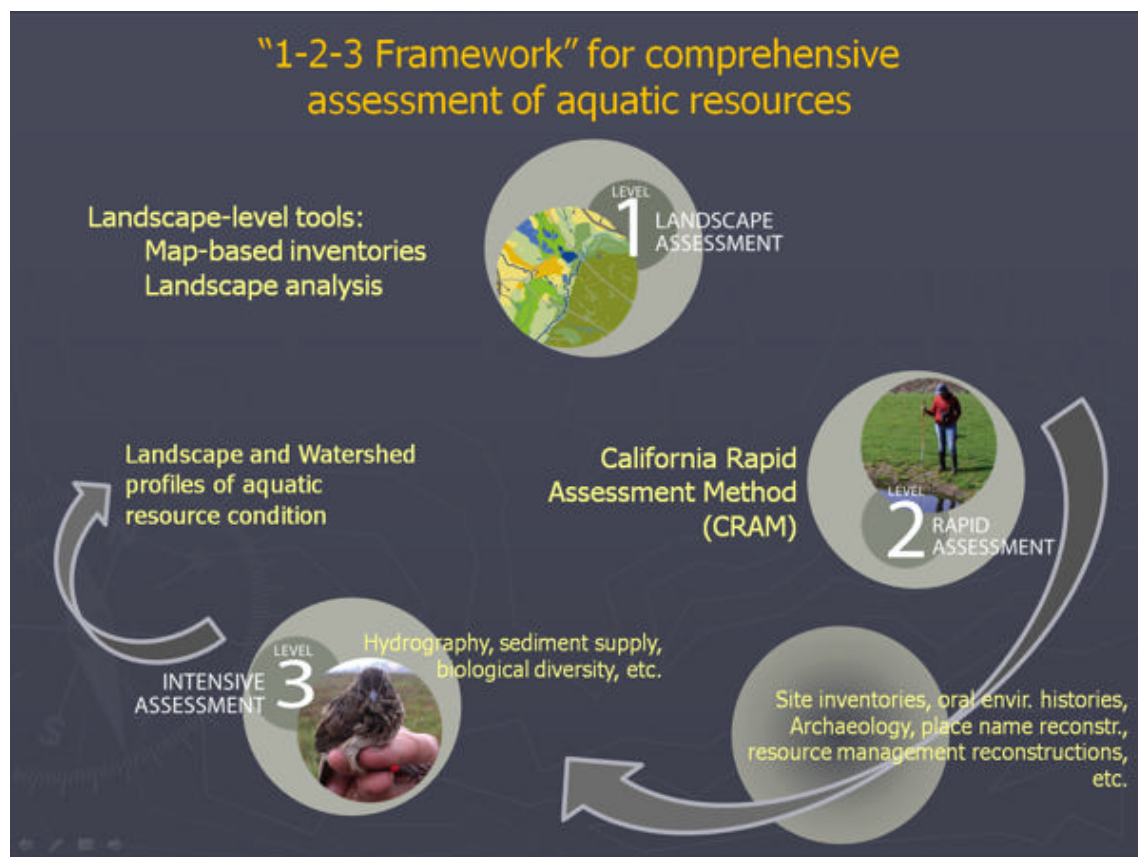 “1-2-3 Framework” for comprehensive
assessment of aquatic resources
LEVEL
1 LANDSCAPE
ASSESSMENT
Landscape-level tools:
Map-based inventories
Landscape analysis
California Rapid
Assessment Method
(CRAM)
LEVEL
2 RAPID
ASSESSMENT
Landscape and Watershed
profiles of aquatic
resource condition
Hydrography, sediment supply,
biological diversity, etc.
LEVEL
INTENSIVE 3
ASSESSMENT
Site inventories, oral envir. histories,
Archaeology, place name reconstr.,
resource management reconstructions,
etc.
S